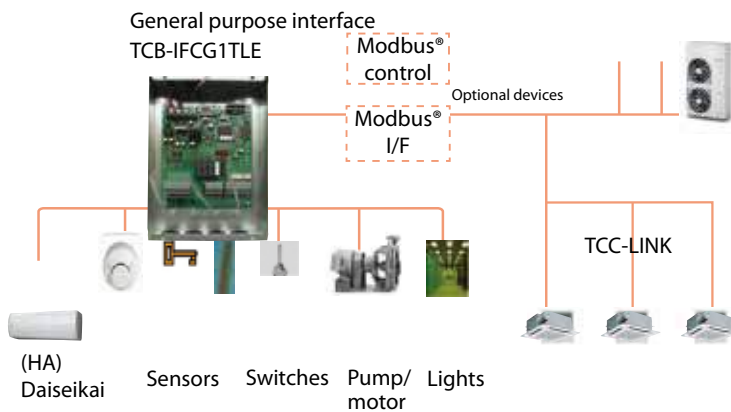 General purpose interface
TCB-IFCG1TLE
Modbus®
control
Optional devices
Modbus®
I/F
TCC-LINK
(HA)
Daiseikai
Sensors
Switches
Pump/
motor
Lights